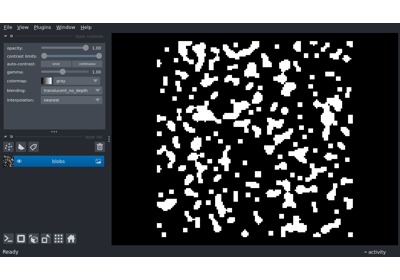 File View Plugins Window Help
opacity: 1.00
contrast limits:
auto-contrast: once continuous
gamma: 1.00
colormap: gray
blending: translucent_no_depth
interpolation: nearest
blobs
Ready
activity